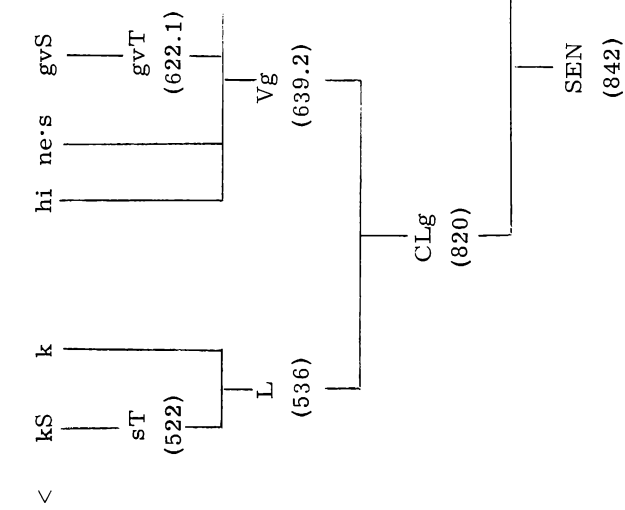 < kS k hi ne·s gvS
sT gvT
(522) (622.1)
L Vg
(536) (639.2)
CLg
(820)
SEN
(842)